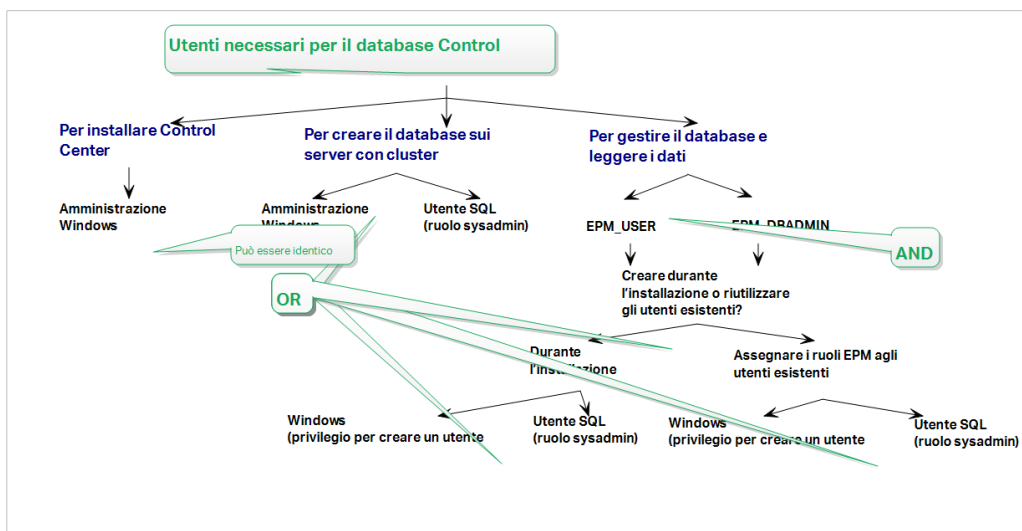 Utenti necessari per il database Control
Per installare Control
Center
Per creare il database sui
server con cluster
Per gestire il database e
leggere i dati
Amministrazione
Windows
Amministrazione
Windows
Utente SQL
(ruolo sysadmin)
EPM_USER
EPM_DBADMIN
Può essere identico
AND
OR
Creare durante
l'installazione o riutilizzare
gli utenti esistenti?
Durante
l'installazione
Assegnare i ruoli EPM agli
utenti esistenti
Windows
(privilegio per creare un utente
Utente SQL
(ruolo sysadmin)
Windows
(privilegio per creare un utente
Utente SQL
(ruolo sysadmin)